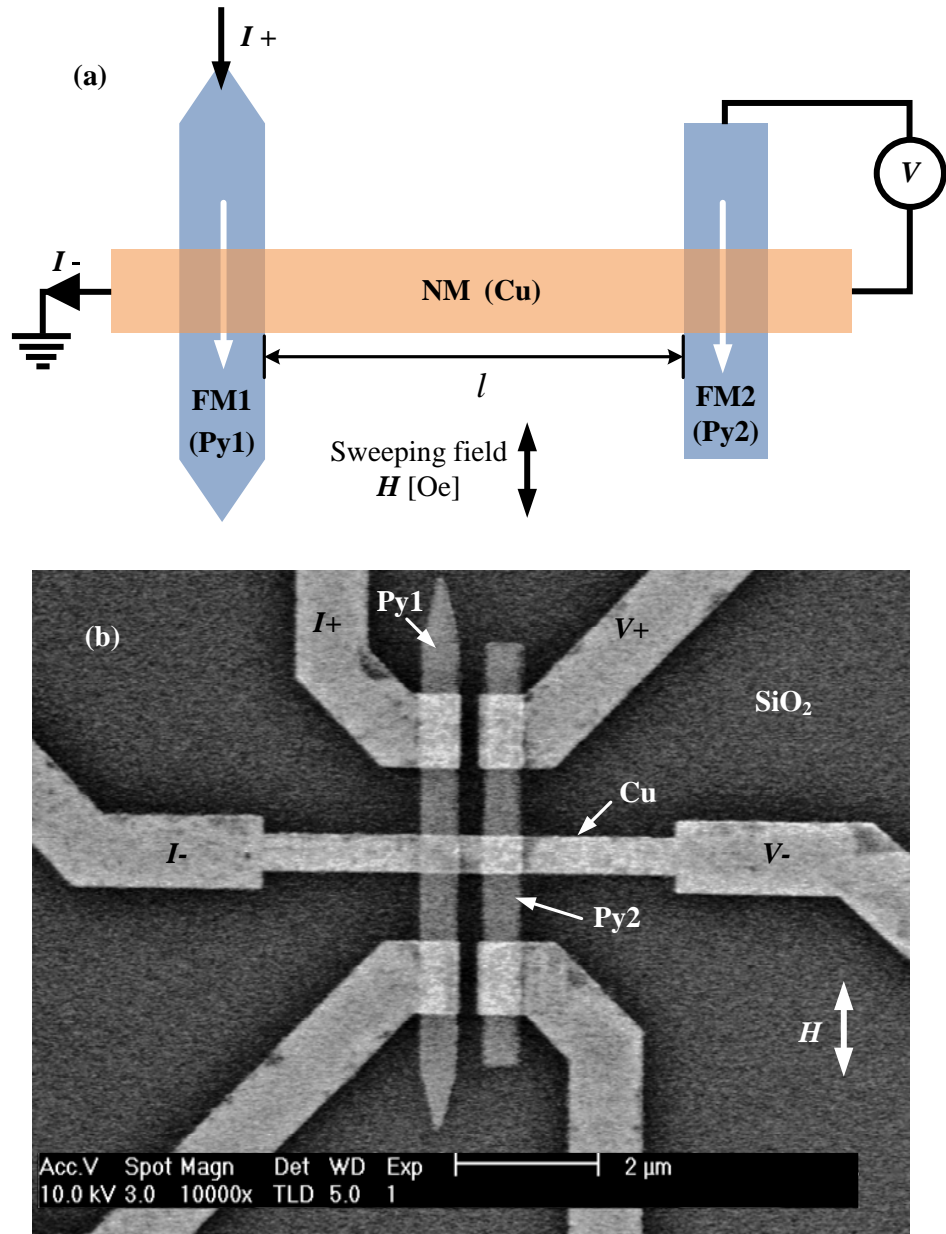 (a)
I +
V
I -
NM (Cu)
l
FM1
(Py1)
FM2
(Py2)
Sweeping field
H [Oe]
(b)
Py1
I+
V+
SiO₂
Cu
I-
V-
Py2
H
Acc.V Spot Magn Det WD Exp 2 µm
10.0 kV 3.0 10000x TLD 5.0 1